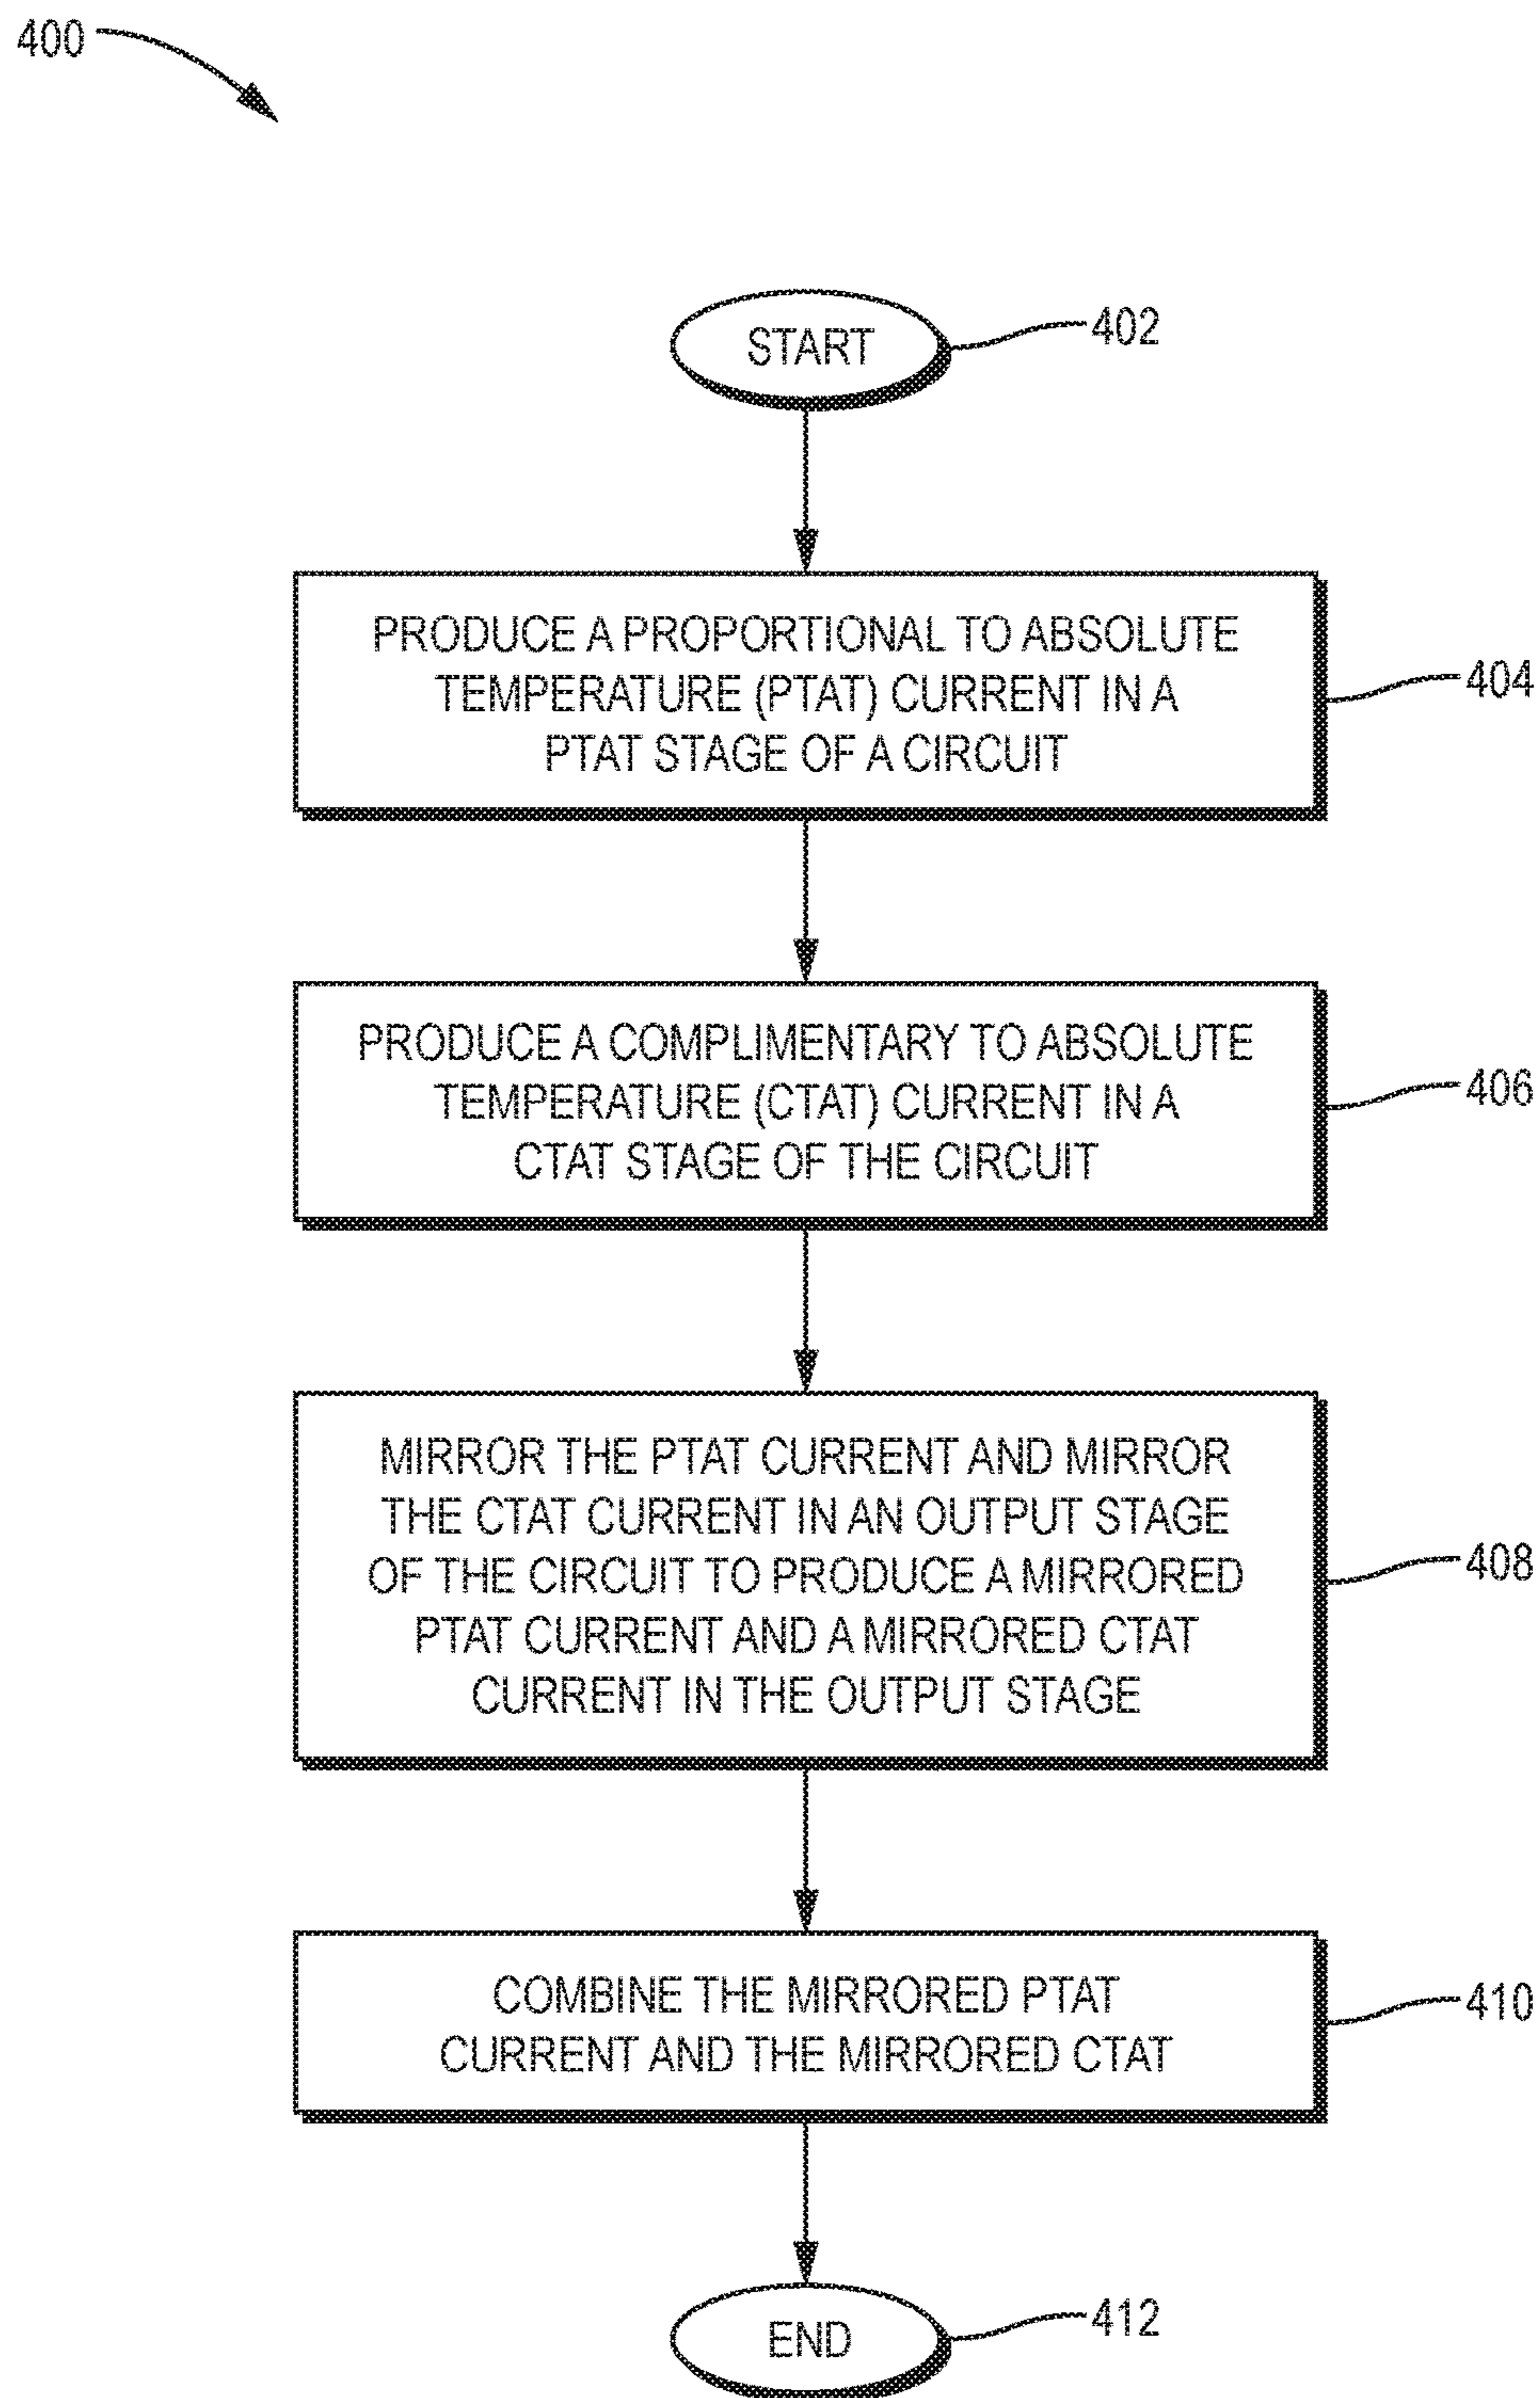 400
START
402
PRODUCE A PROPORTIONAL TO ABSOLUTE
TEMPERATURE (PTAT) CURRENT IN A
PTAT STAGE OF A CIRCUIT
404
PRODUCE A COMPLIMENTARY TO ABSOLUTE
TEMPERATURE (CTAT) CURRENT IN A
CTAT STAGE OF THE CIRCUIT
406
MIRROR THE PTAT CURRENT AND MIRROR
THE CTAT CURRENT IN AN OUTPUT STAGE
OF THE CIRCUIT TO PRODUCE A MIRRORED
PTAT CURRENT AND A MIRRORED CTAT
CURRENT IN THE OUTPUT STAGE
408
COMBINE THE MIRRORED PTAT
CURRENT AND THE MIRRORED CTAT
410
END
412